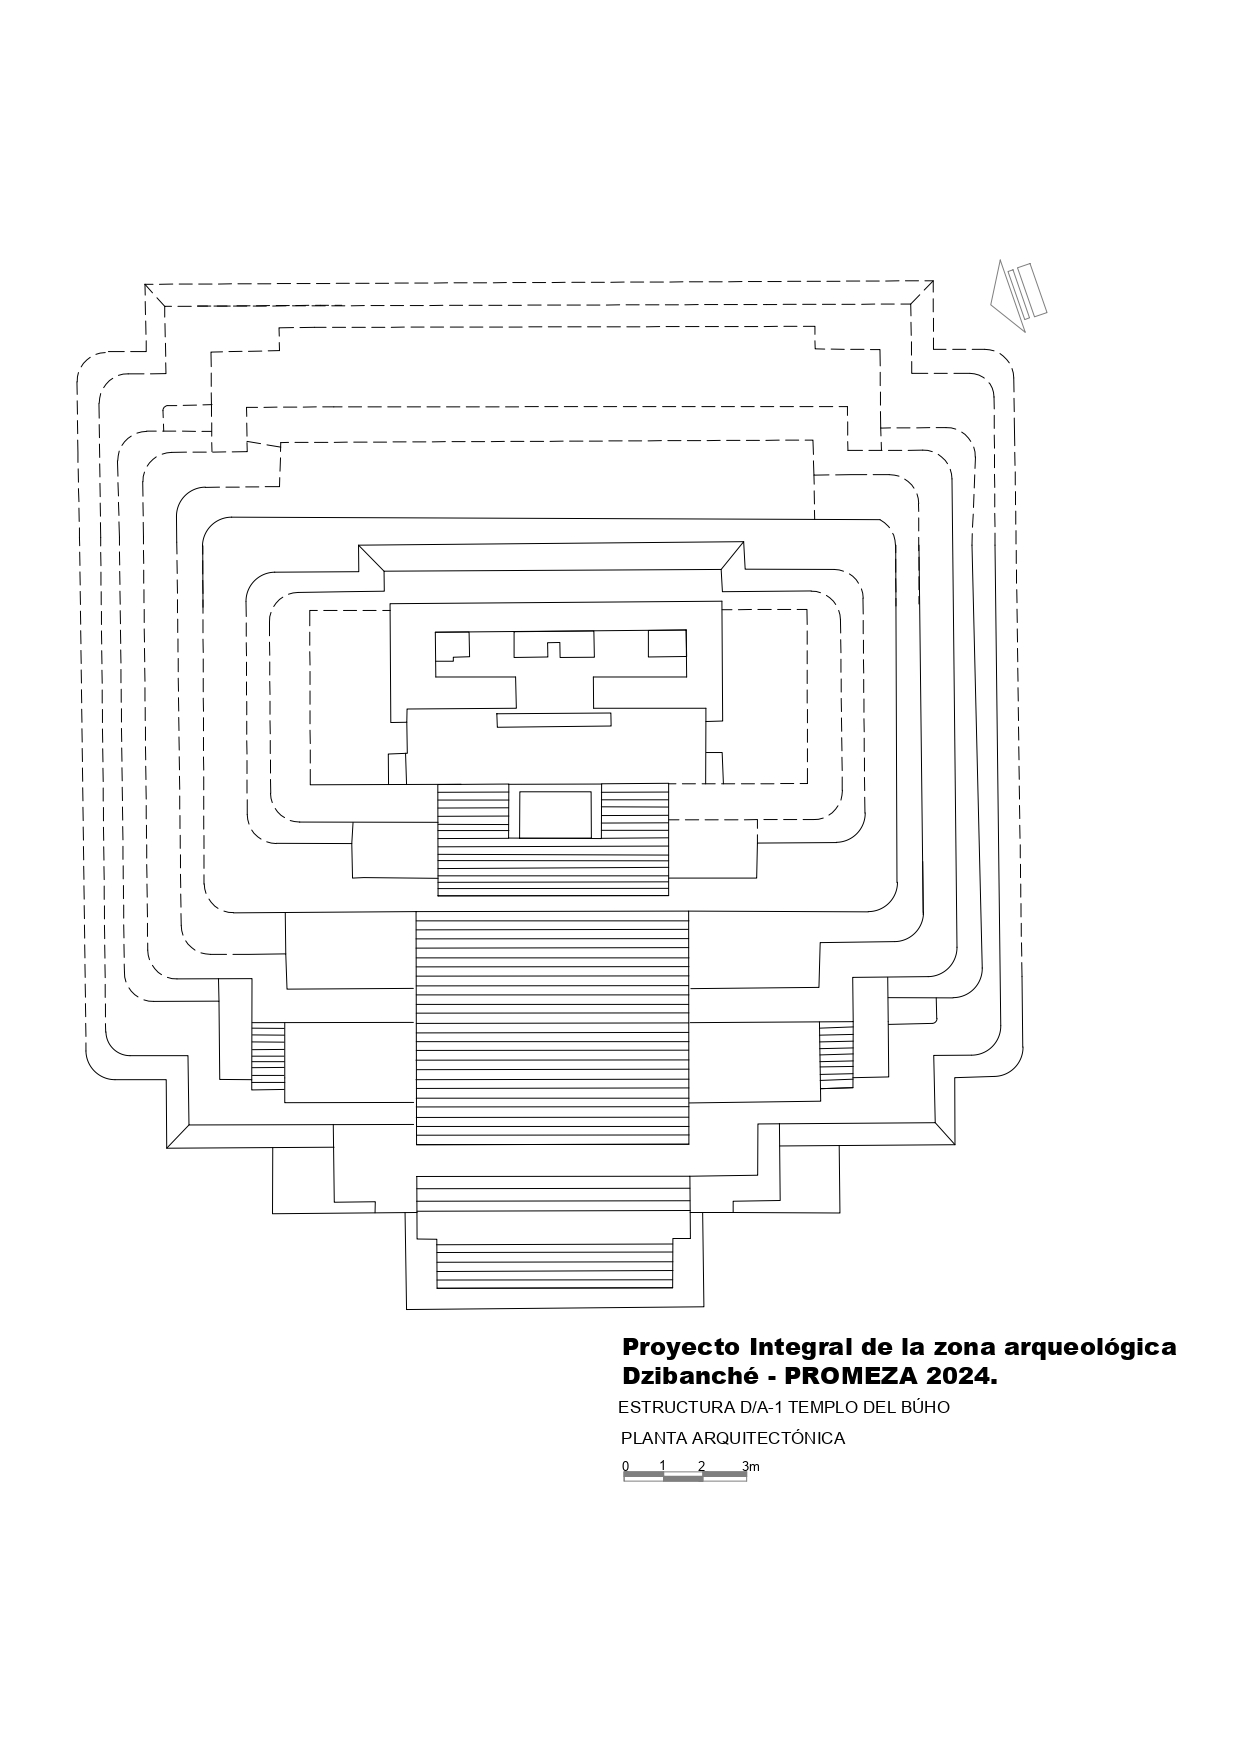 Proyecto Integral de la zona arqueológica
Dzibanché - PROMEZA 2024.
ESTRUCTURA D/A-1 TEMPLO DEL BÚHO
PLANTA ARQUITECTÓNICA
0 1 2 3m